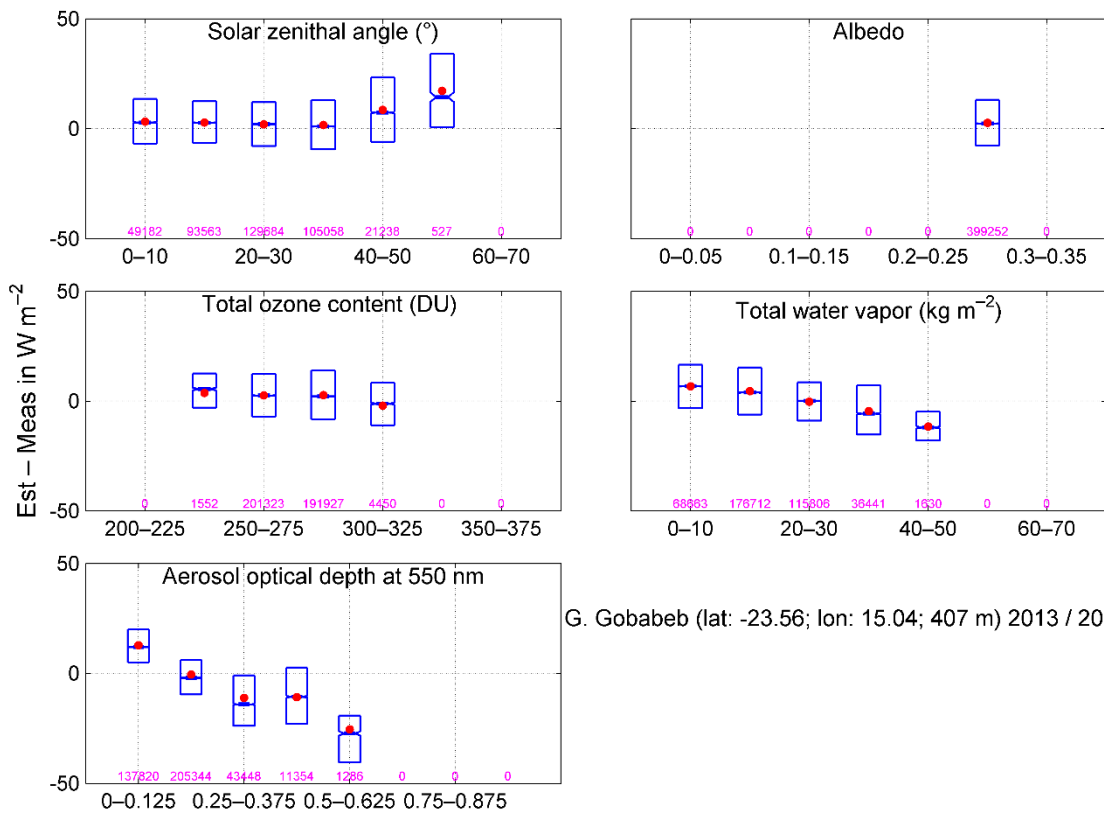 50
Solar zenithal angle (°)
0
49182 93563 129684 105058 21238 527 0
-50
0–10 20–30 40–50 60–70
Albedo
0 0 0 0 0 399252 0
0–0.05 0.1–0.15 0.2–0.25 0.3–0.35
Est – Meas in W m⁻²
50
Total ozone content (DU)
0
0 1552 201323 191927 4450 0 0
-50
200–225 250–275 300–325 350–375
Total water vapor (kg m⁻²)
68663 176712 115806 36441 1630 0 0
0–10 20–30 40–50 60–70
50
Aerosol optical depth at 550 nm
0
137820 205344 43448 11354 1286 0 0 0
-50
0–0.125 0.25–0.375 0.5–0.625 0.75–0.875
G. Gobabeb (lat: -23.56; lon: 15.04; 407 m) 2013 / 20